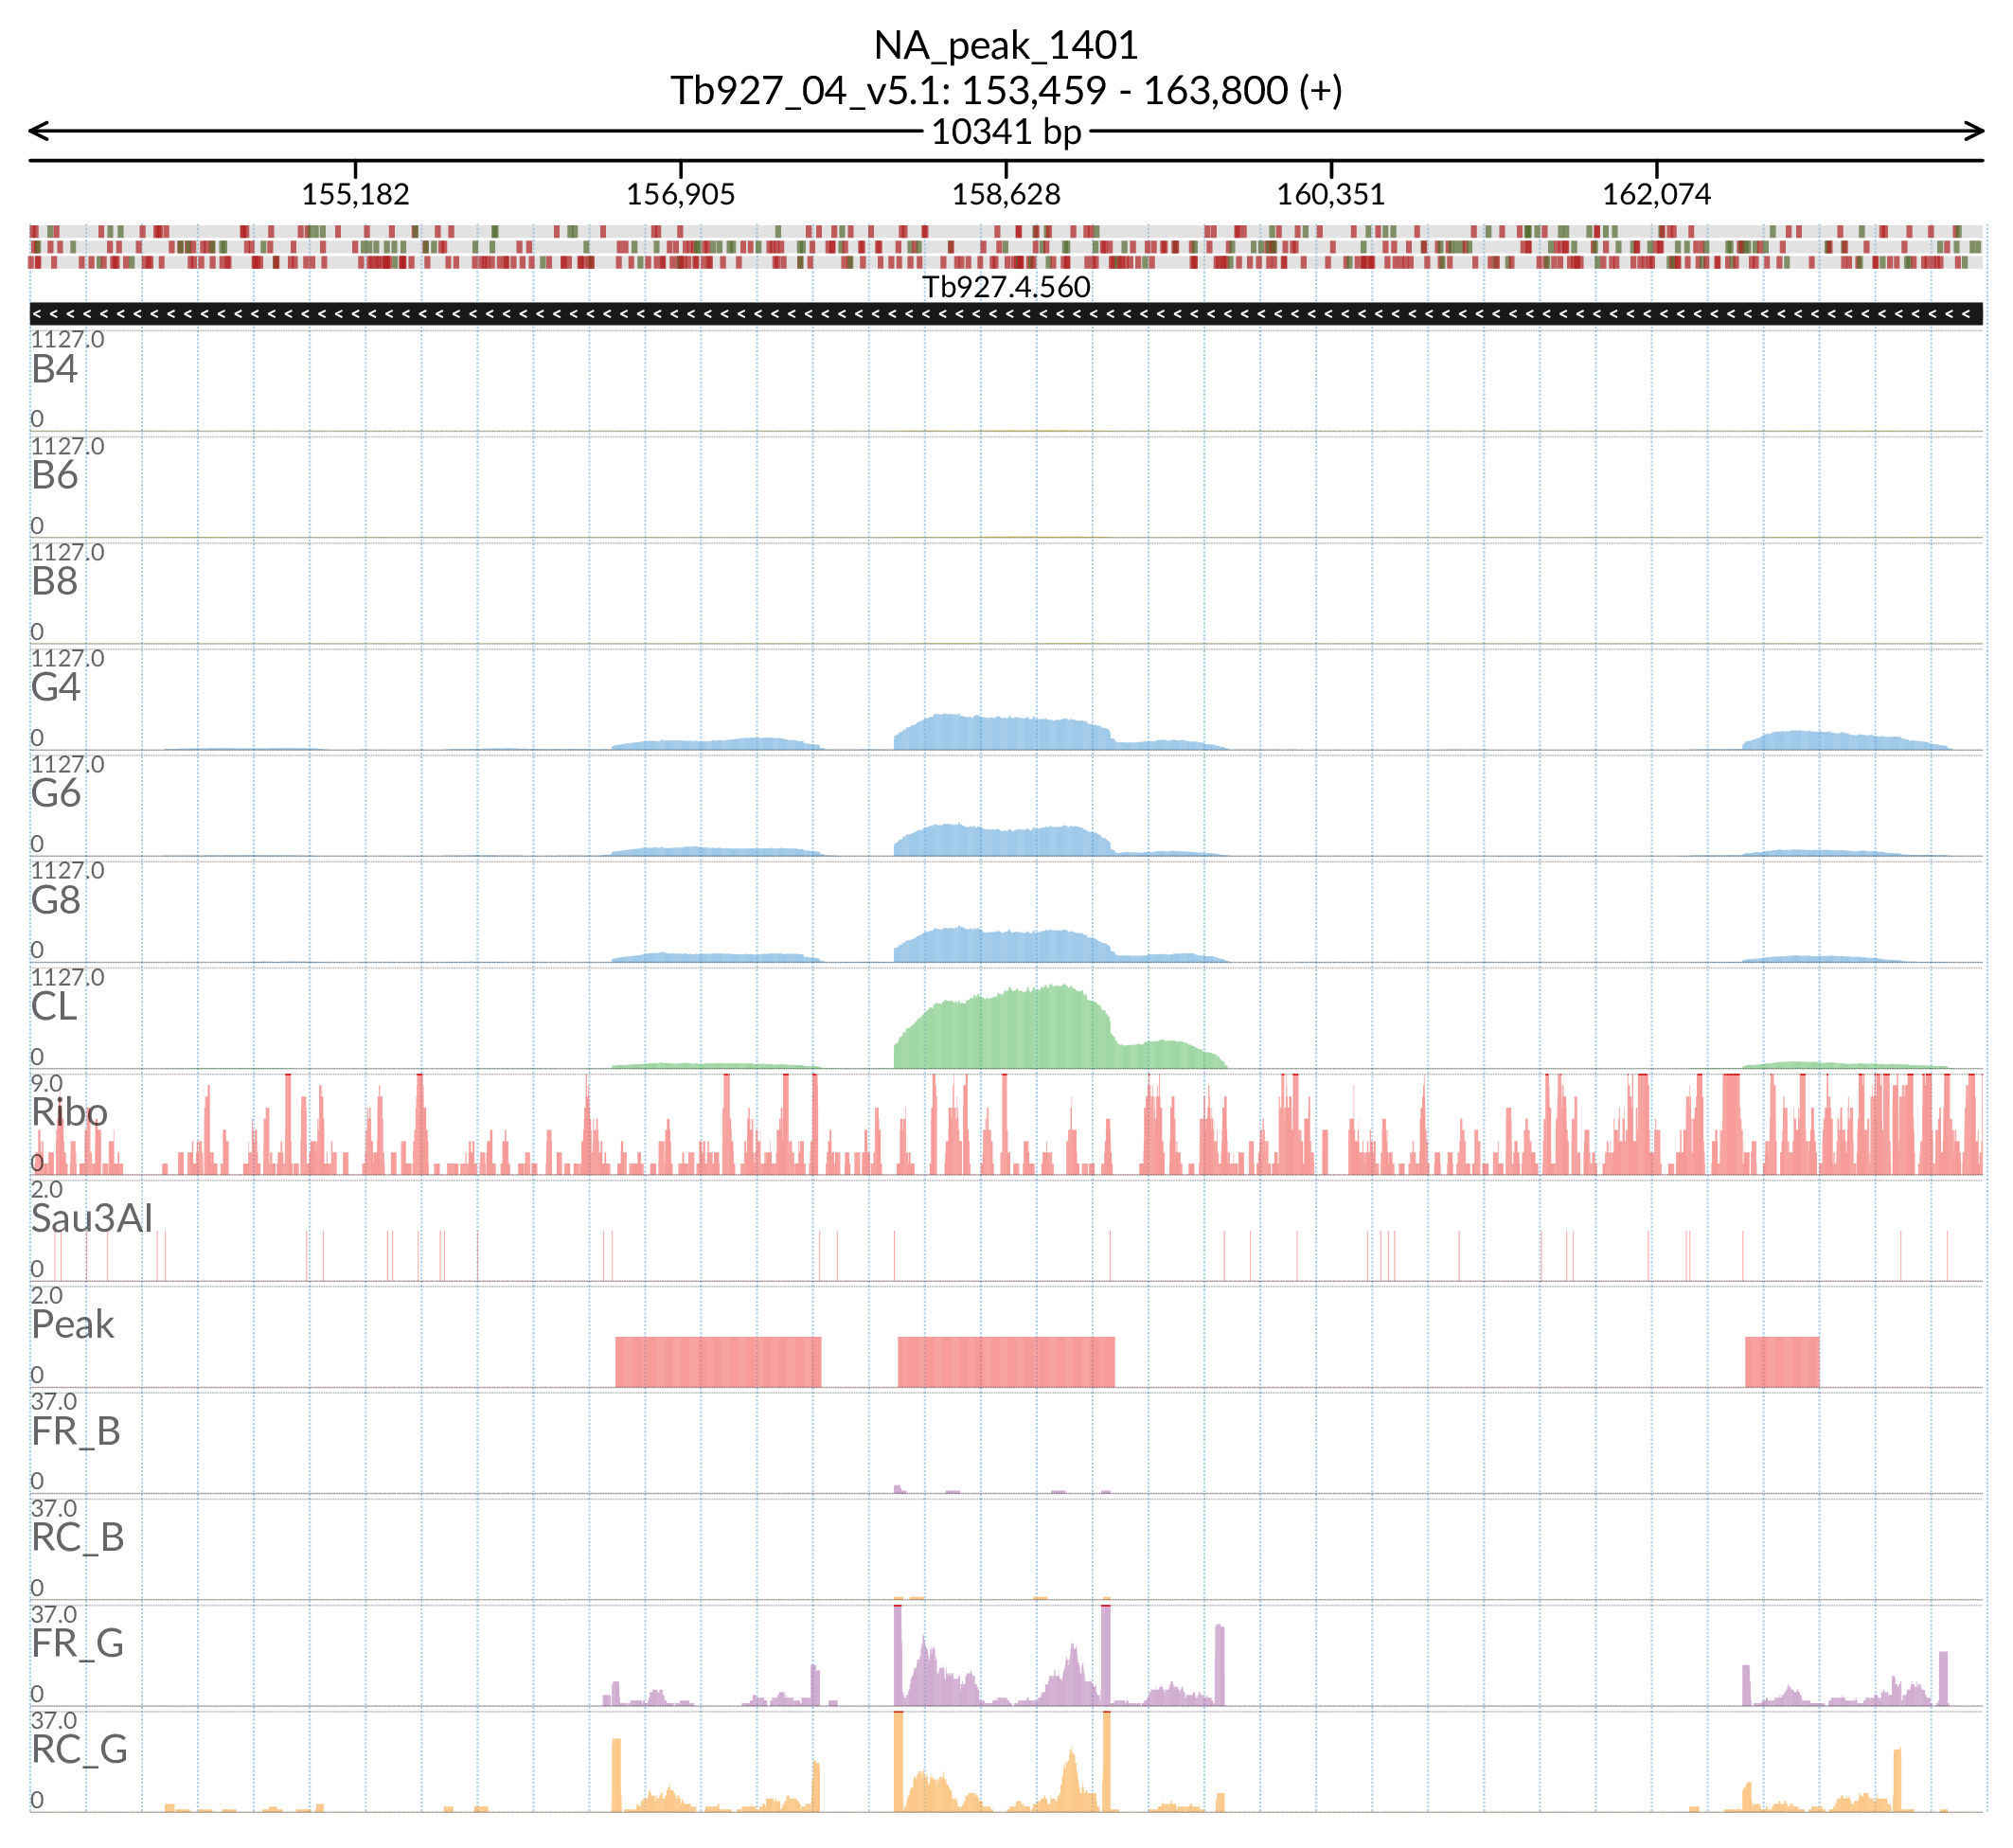 NA_peak_1401
Tb927_04_v5.1: 153,459 - 163,800 (+)
10341 bp
155,182 156,905 158,628 160,351 162,074
Tb927.4.560
1127.0
B4
0
1127.0
B6
0
1127.0
B8
0
1127.0
G4
0
1127.0
G6
0
1127.0
G8
0
1127.0
CL
0
9.0
Ribo
0
2.0
Sau3AI
0
2.0
Peak
0
37.0
FR_B
0
37.0
RC_B
0
37.0
FR_G
0
37.0
RC_G
0